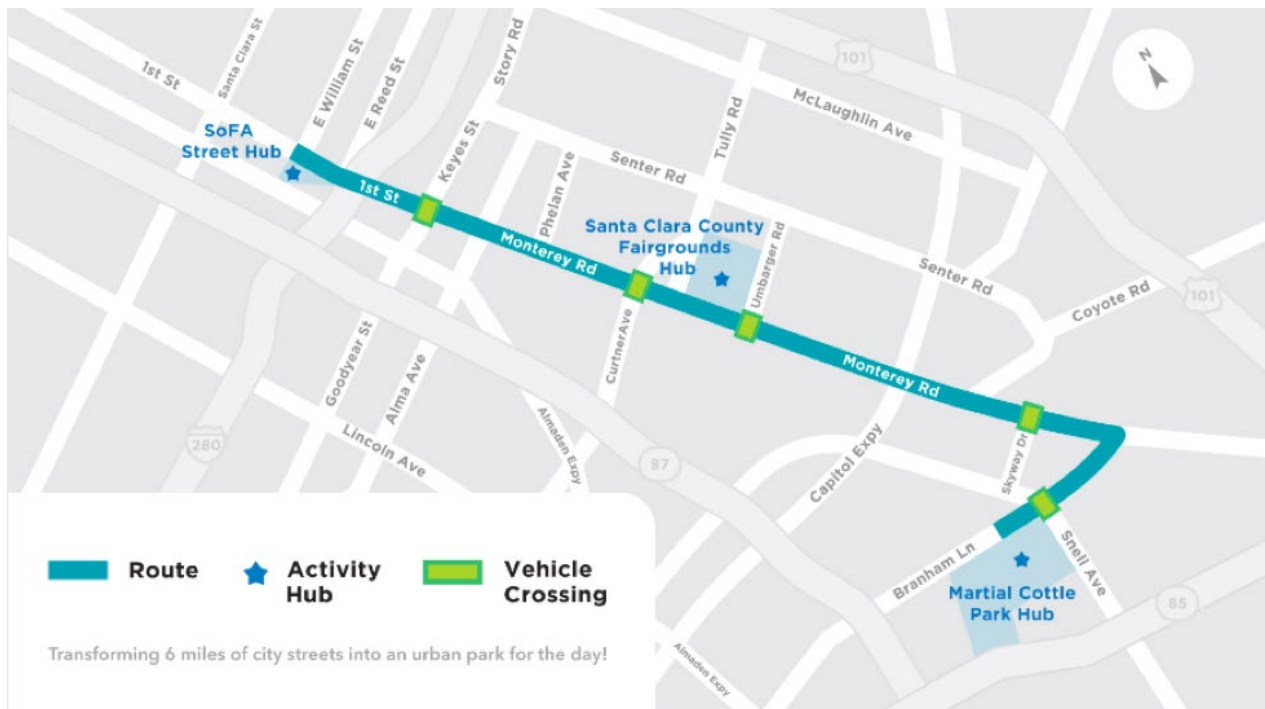 1st St
Santa Clara St
E William St
E Reed St
Story Rd
Keyes St
101
McLaughlin Ave
N
SoFA
Street Hub
1st St
Phelan Ave
Senter Rd
Tully Rd
Santa Clara County
Fairgrounds
Hub
Umbarger Rd
Monterey Rd
Senter Rd
Coyote Rd
101
CurtnerAve
Goodyear St
Alma Ave
Monterey Rd
280
Lincoln Ave
Almaden Expy
87
Capitol Expy
Skyway Dr
Branham Ln
Snell Ave
Martial Cottle
Park Hub
85
Almaden Expy
Route
Activity
Hub
Vehicle
Crossing
Transforming 6 miles of city streets into an urban park for the day!